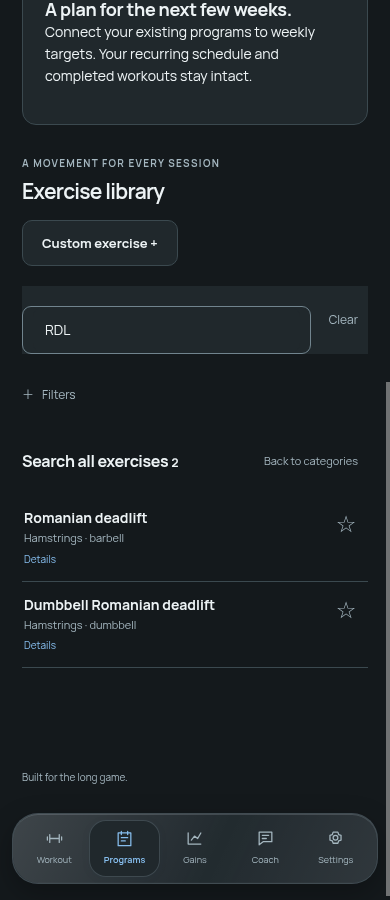 A plan for the next few weeks.
Connect your existing programs to weekly
targets. Your recurring schedule and
completed workouts stay intact.
A MOVEMENT FOR EVERY SESSION
Exercise library
Custom exercise +
RDL
Clear
+ Filters
Search all exercises 2
Back to categories
Romanian deadlift
Hamstrings · barbell
Details
Dumbbell Romanian deadlift
Hamstrings · dumbbell
Details
Built for the long game.
Workout
Programs
Gains
Coach
Settings